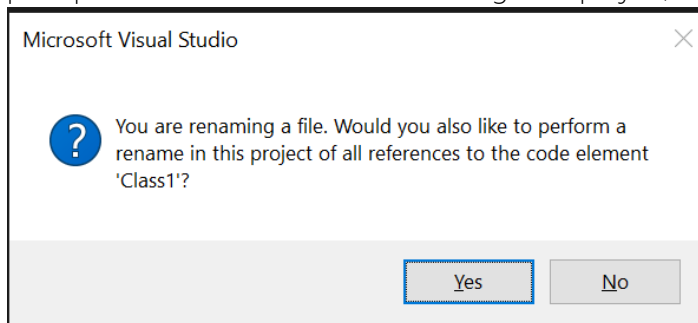 Microsoft Visual Studio
You are renaming a file. Would you also like to perform a
rename in this project of all references to the code element
'Class1'?
Yes
No